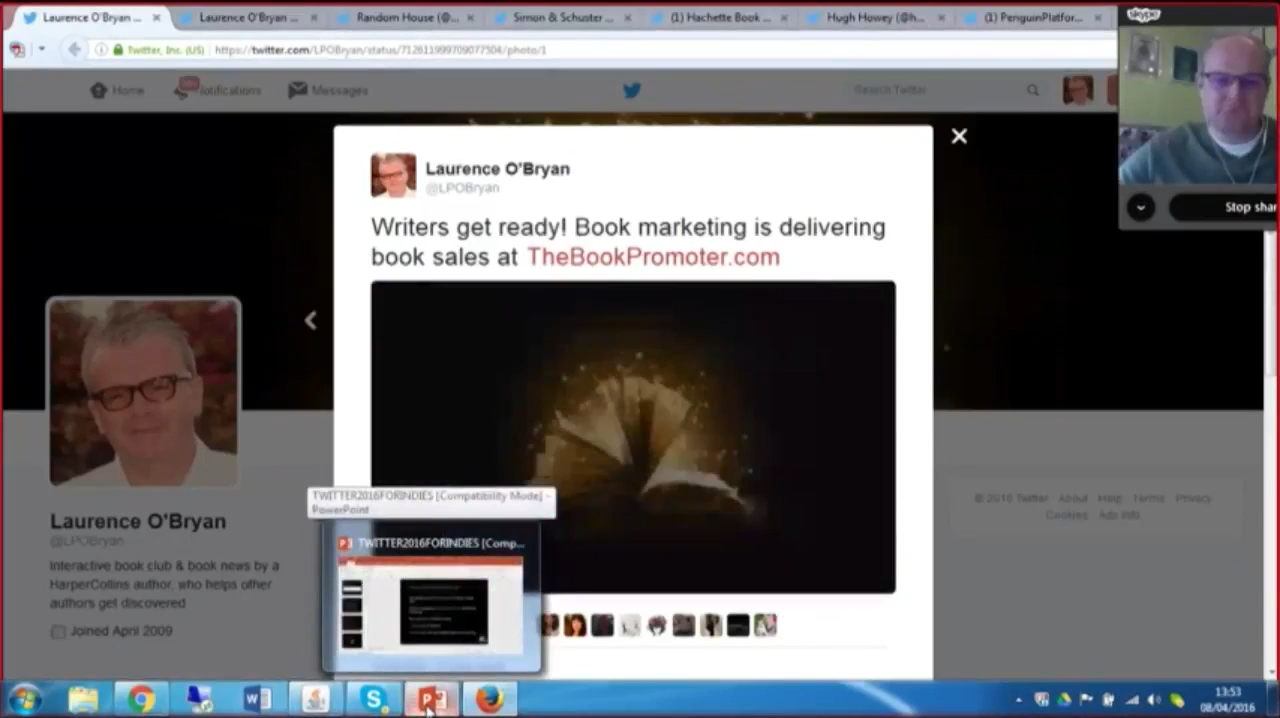 Laurence O'Bryan ...
Laurence O'Bryan ...
Random House (@...
Simon & Schuster ...
(1) Hachette Book ...
Hugh Howey (@h...
(1) PenguinPlatfor...
skype
Twitter, Inc. (US)
https://twitter.com/LPOBryan/status/712611999709077504/photo/1
Home
Notifications
Messages
Search Twitter
Laurence O'Bryan
@LPOBryan
Stop shar
Writers get ready! Book marketing is delivering
book sales at TheBookPromoter.com
Laurence O'Bryan
@LPOBryan
Interactive book club & book news by a
HarperCollins author, who helps other
authors get discovered
Joined April 2009
TWITTER2016FORINDIES [Compatibility Mode] -
PowerPoint
TWITTER2016FORINDIES [Comp...
© 2016 Twitter About Help Terms Privacy
Cookies Ads info
13:53
08/04/2016